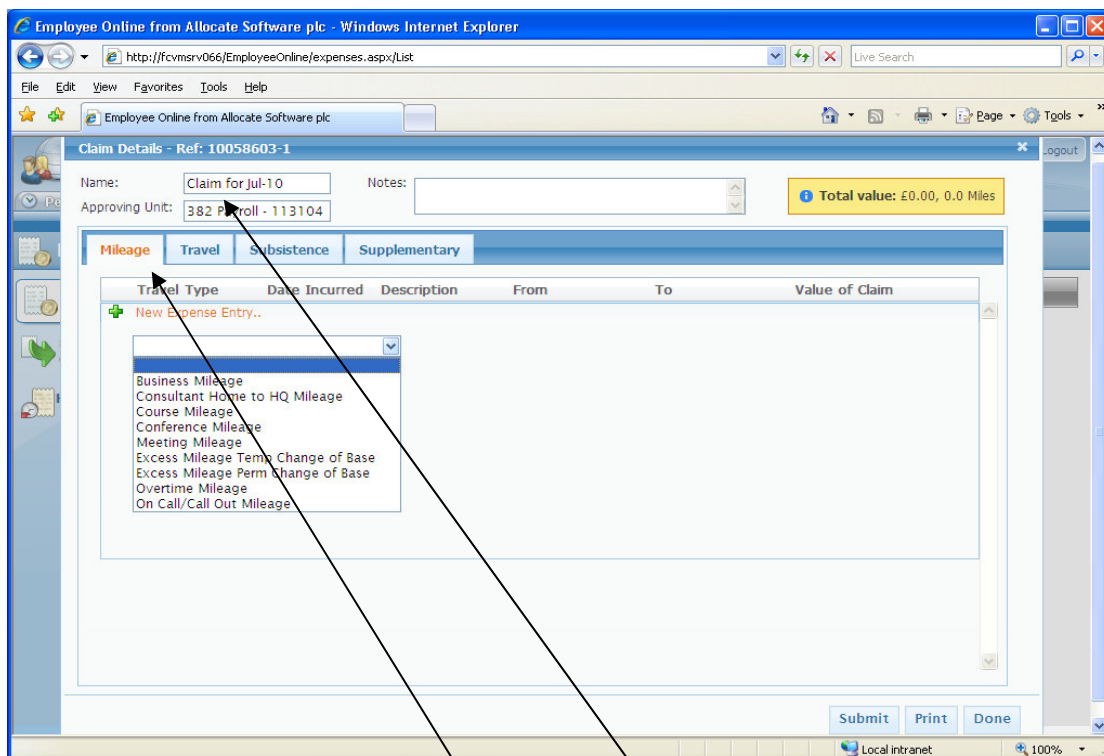 Employee Online from Allocate Software plc - Windows Internet Explorer
http://fcvmsrv066/EmployeeOnline/expenses.aspx/List
Live Search
File Edit View Favorites Tools Help
Employee Online from Allocate Software plc
Page Tools
Claim Details - Ref: 10058603-1
Logout
Name: Claim for Jul-10 Notes:
Total value: £0.00, 0.0 Miles
Approving Unit: 382 Payroll - 113104
Mileage Travel Subsistence Supplementary
Travel Type Date Incurred Description From To Value of Claim
New Expense Entry..
Business Mileage
Consultant Home to HQ Mileage
Course Mileage
Conference Mileage
Meeting Mileage
Excess Mileage Temp Change of Base
Excess Mileage Perm Change of Base
Overtime Mileage
On Call/Call Out Mileage
Submit Print Done
Local intranet 100%